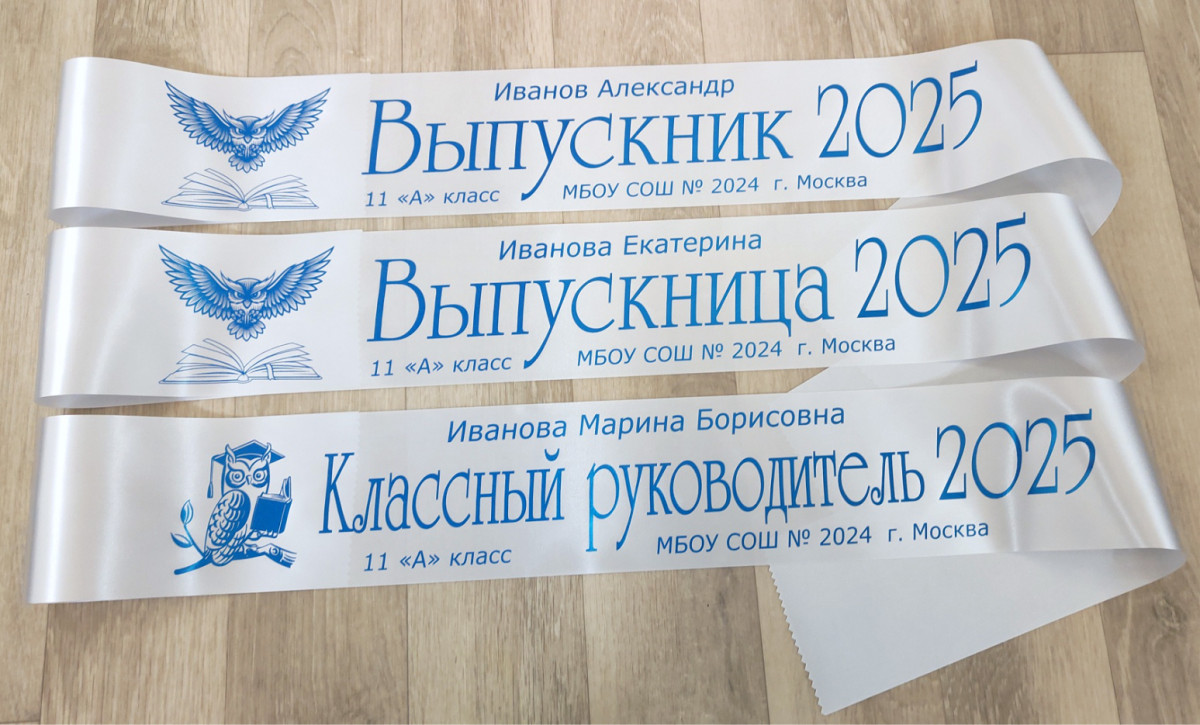 Иванов Александр
Выпускник 2025
11 «А» класс МБОУ СОШ № 2024 г. Москва
Иванова Екатерина
Выпускница 2025
11 «А» класс МБОУ СОШ № 2024 г. Москва
Иванова Марина Борисовна
Классный руководитель 2025
11 «А» класс МБОУ СОШ № 2024 г. Москва